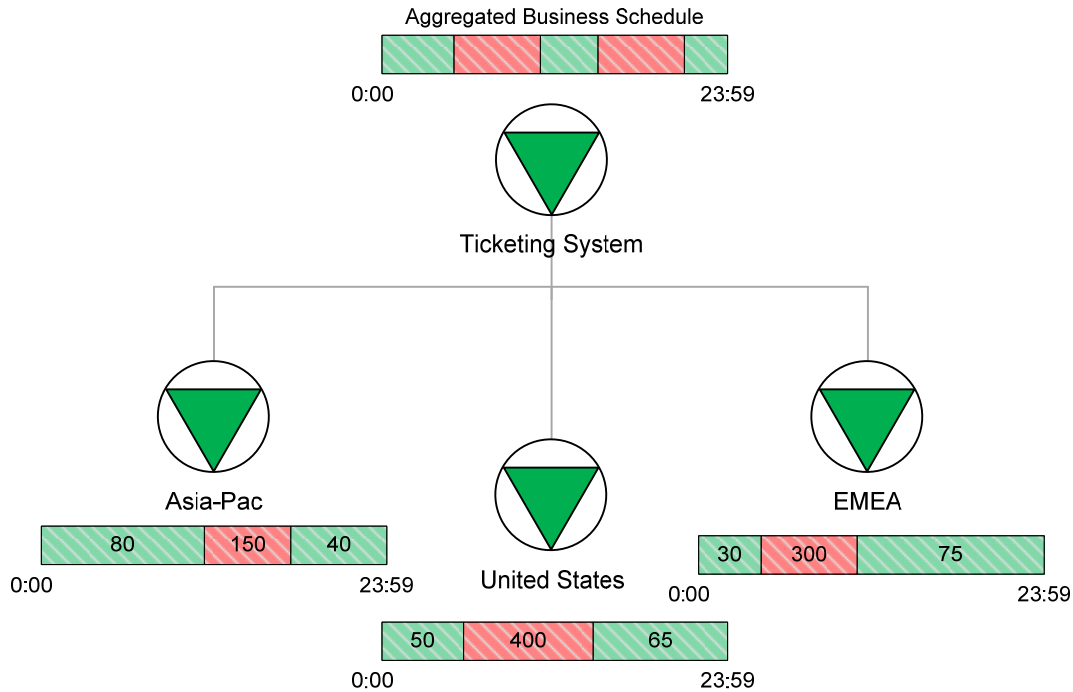 Aggregated Business Schedule
0:00 23:59
Ticketing System
Asia-Pac
80 150 40
0:00 23:59
United States
50 400 65
0:00 23:59
EMEA
30 300 75
0:00 23:59